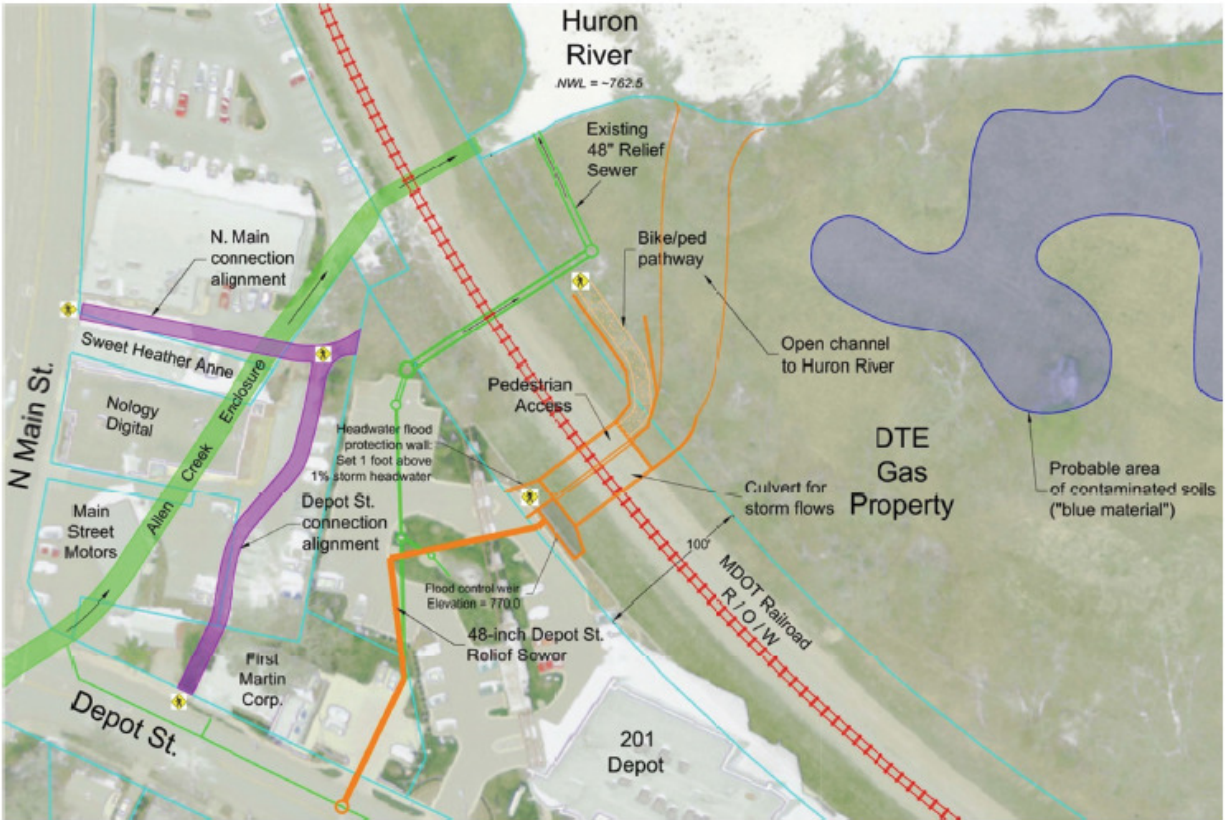 Huron
River
NWL = ~762.5
Existing
48" Relief
Sewer
N. Main
connection
alignment
Bike/ped
pathway
Sweet Heather Anne
Open channel
to Huron River
Nology
Digital
Allen Creek Enclosure
N Main St.
Pedestrian
Access
Headwater flood
protection wall:
Set 1 foot above
1% storm headwater
DTE
Gas
Property
Probable area
of contaminated soils
("blue material")
Culvert for
storm flows
Main
Street
Motors
Depot St.
connection
alignment
100'
MDOT Railroad
R / O / W
Flood control weir
Elevation = 770.0
48-inch Depot St.
Relief Sewer
First
Martin
Corp.
Depot St.
201
Depot